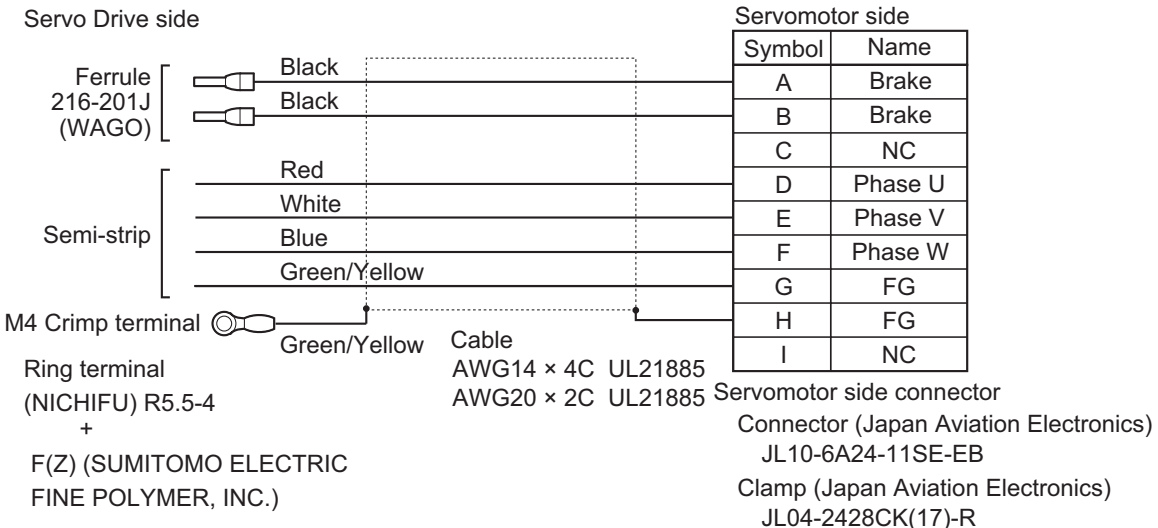 Servo Drive side
Servomotor side
Symbol Name
Ferrule
216-201J
(WAGO)
Black
A Brake
Black
B Brake
C NC
Semi-strip
Red
D Phase U
White
E Phase V
Blue
F Phase W
Green/Yellow
G FG
M4 Crimp terminal
Green/Yellow
H FG
I NC
Ring terminal
(NICHIFU) R5.5-4
+
F(Z) (SUMITOMO ELECTRIC
FINE POLYMER, INC.)
Cable
AWG14 × 4C UL21885
AWG20 × 2C UL21885
Servomotor side connector
Connector (Japan Aviation Electronics)
JL10-6A24-11SE-EB
Clamp (Japan Aviation Electronics)
JL04-2428CK(17)-R